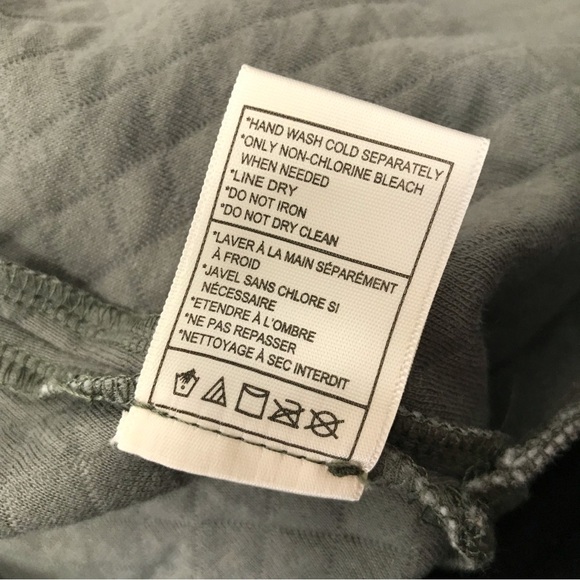 *HAND WASH COLD SEPARATELY
*ONLY NON-CHLORINE BLEACH
WHEN NEEDED
*LINE DRY
*DO NOT IRON
*DO NOT DRY CLEAN
*LAVER À LA MAIN SÉPARÉMENT
À FROID
*JAVEL SANS CHLORE SI
NÉCESSAIRE
*ETENDRE À L'OMBRE
*NE PAS REPASSER
*NETTOYAGE À SEC INTERDIT